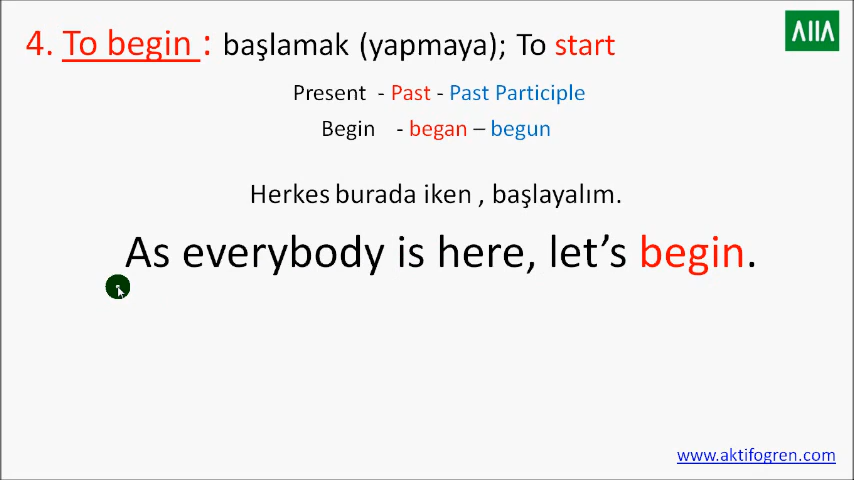 4. To begin : başlamak (yapmaya); To start
Present - Past - Past Participle
Begin - began – begun
Herkes burada iken , başlayalım.
As everybody is here, let’s begin.
www.aktifogren.com